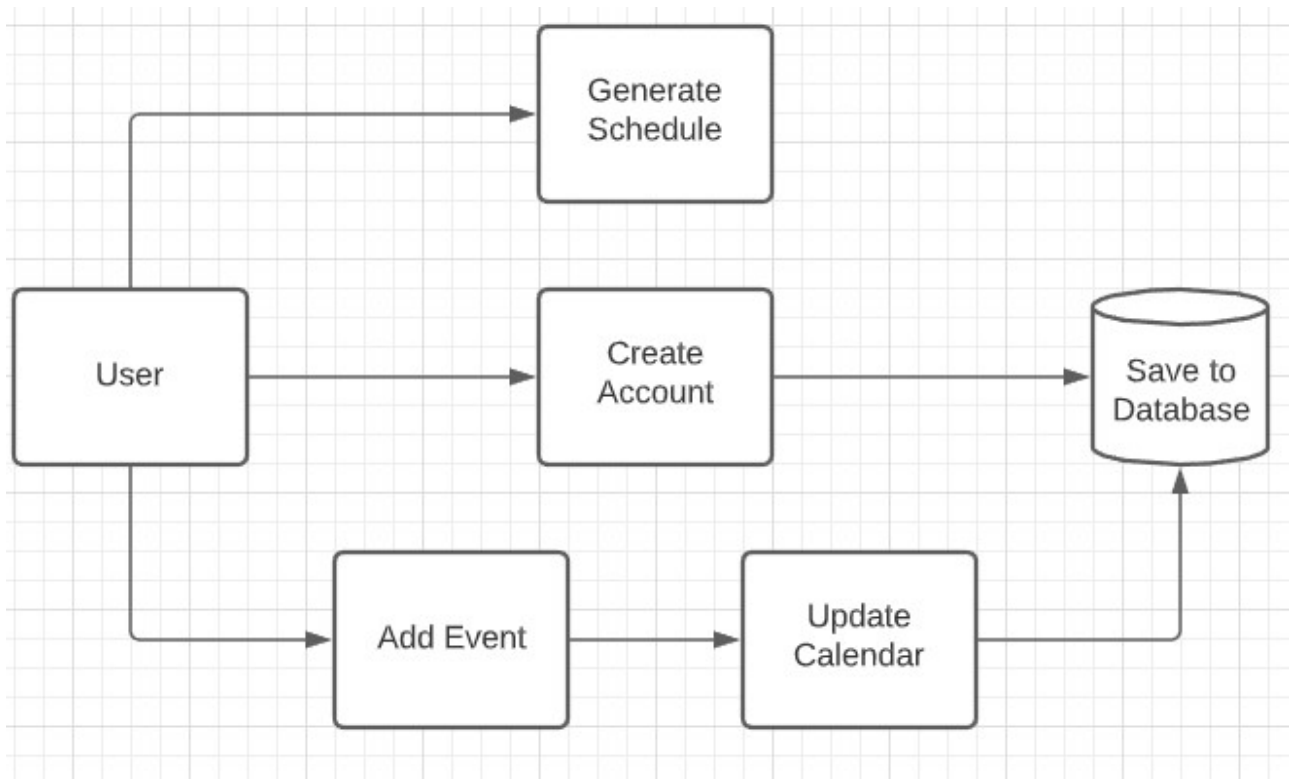 Generate
Schedule
User
Create
Account
Save to
Database
Add Event
Update
Calendar